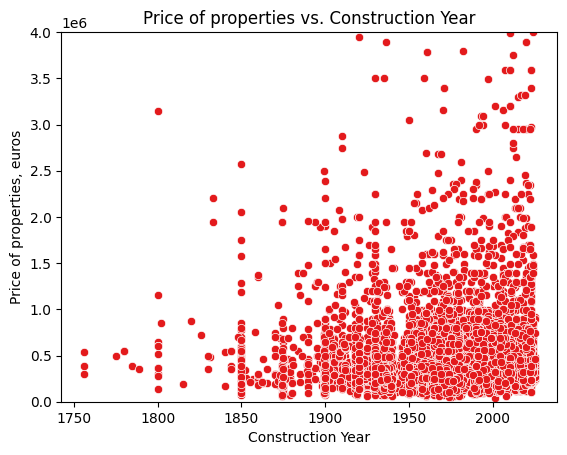 Price of properties vs. Construction Year
1e6
4.0
3.5
3.0
2.5
2.0
1.5
1.0
0.5
0.0
Price of properties, euros
1750 1800 1850 1900 1950 2000
Construction Year